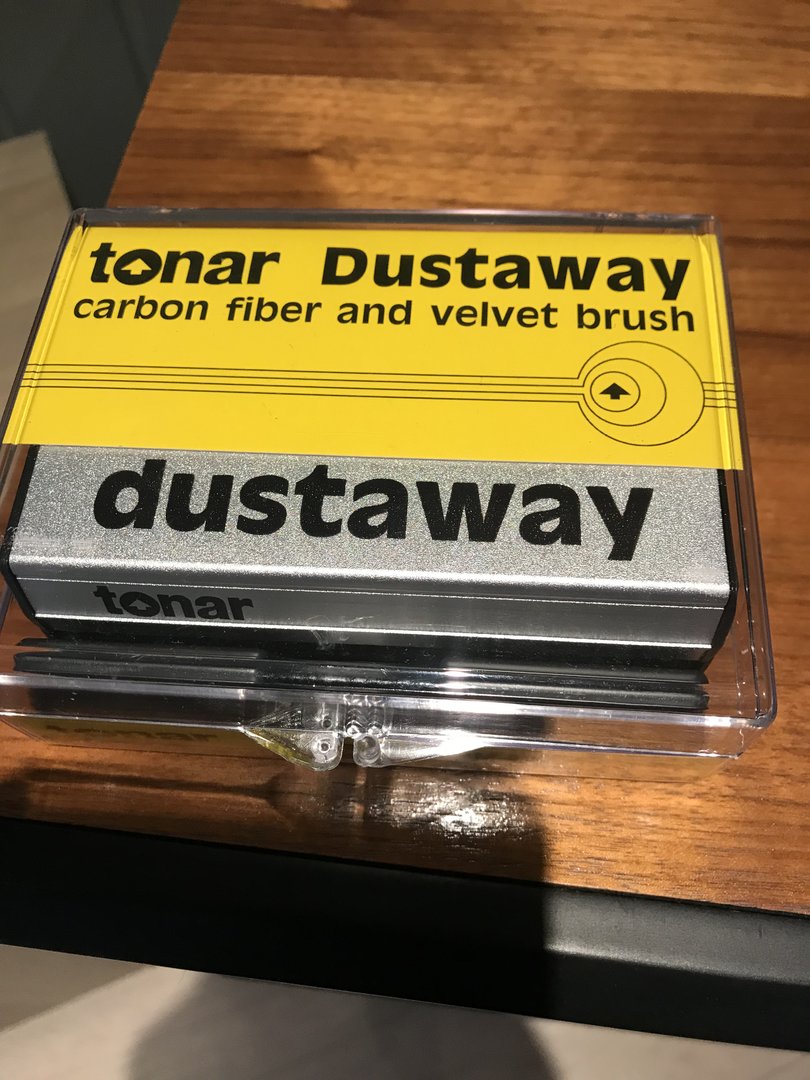 tonar Dustaway
carbon fiber and velvet brush
dustaway
tonar